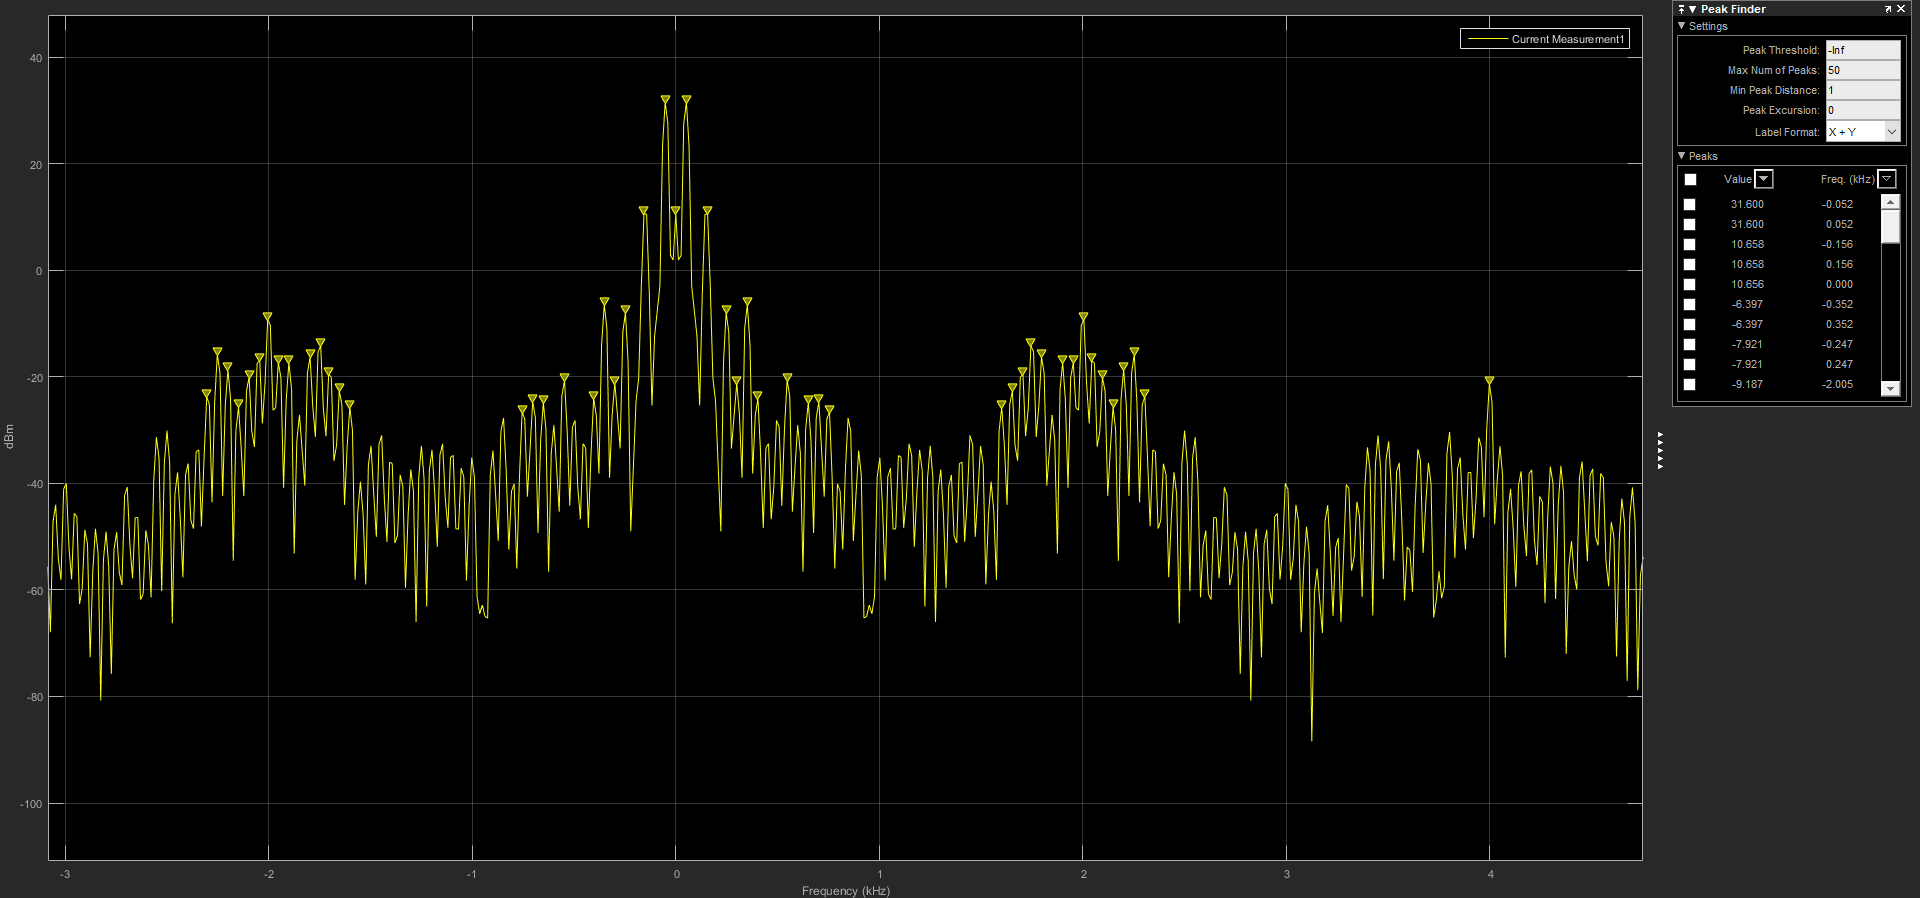 Current Measurement1
40
20
0
-20
-40
-60
-80
-100
dBm
-3
-2
-1
0
1
2
3
4
Frequency (kHz)
Peak Finder
Settings
Peak Threshold: -Inf
Max Num of Peaks: 50
Min Peak Distance: 1
Peak Excursion: 0
Label Format: X + Y
Peaks
Value Freq. (kHz)
31.600 -0.052
31.600 0.052
10.658 -0.156
10.658 0.156
10.656 0.000
-6.397 -0.352
-6.397 0.352
-7.921 -0.247
-7.921 0.247
-9.187 -2.005